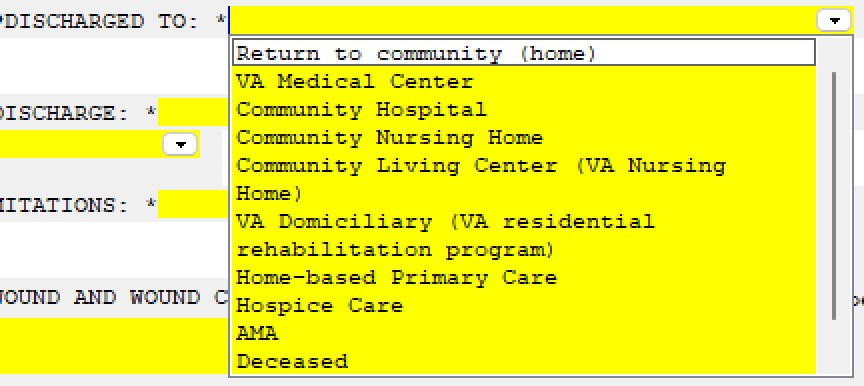 *DISCHARGED TO: *
Return to community (home)
VA Medical Center
DISCHARGE: *
Community Hospital
Community Nursing Home
Community Living Center (VA Nursing
Home)
MITATIONS: *
VA Domiciliary (VA residential
rehabilitation program)
Home-based Primary Care
WOUND AND WOUND C
Hospice Care
AMA
Deceased